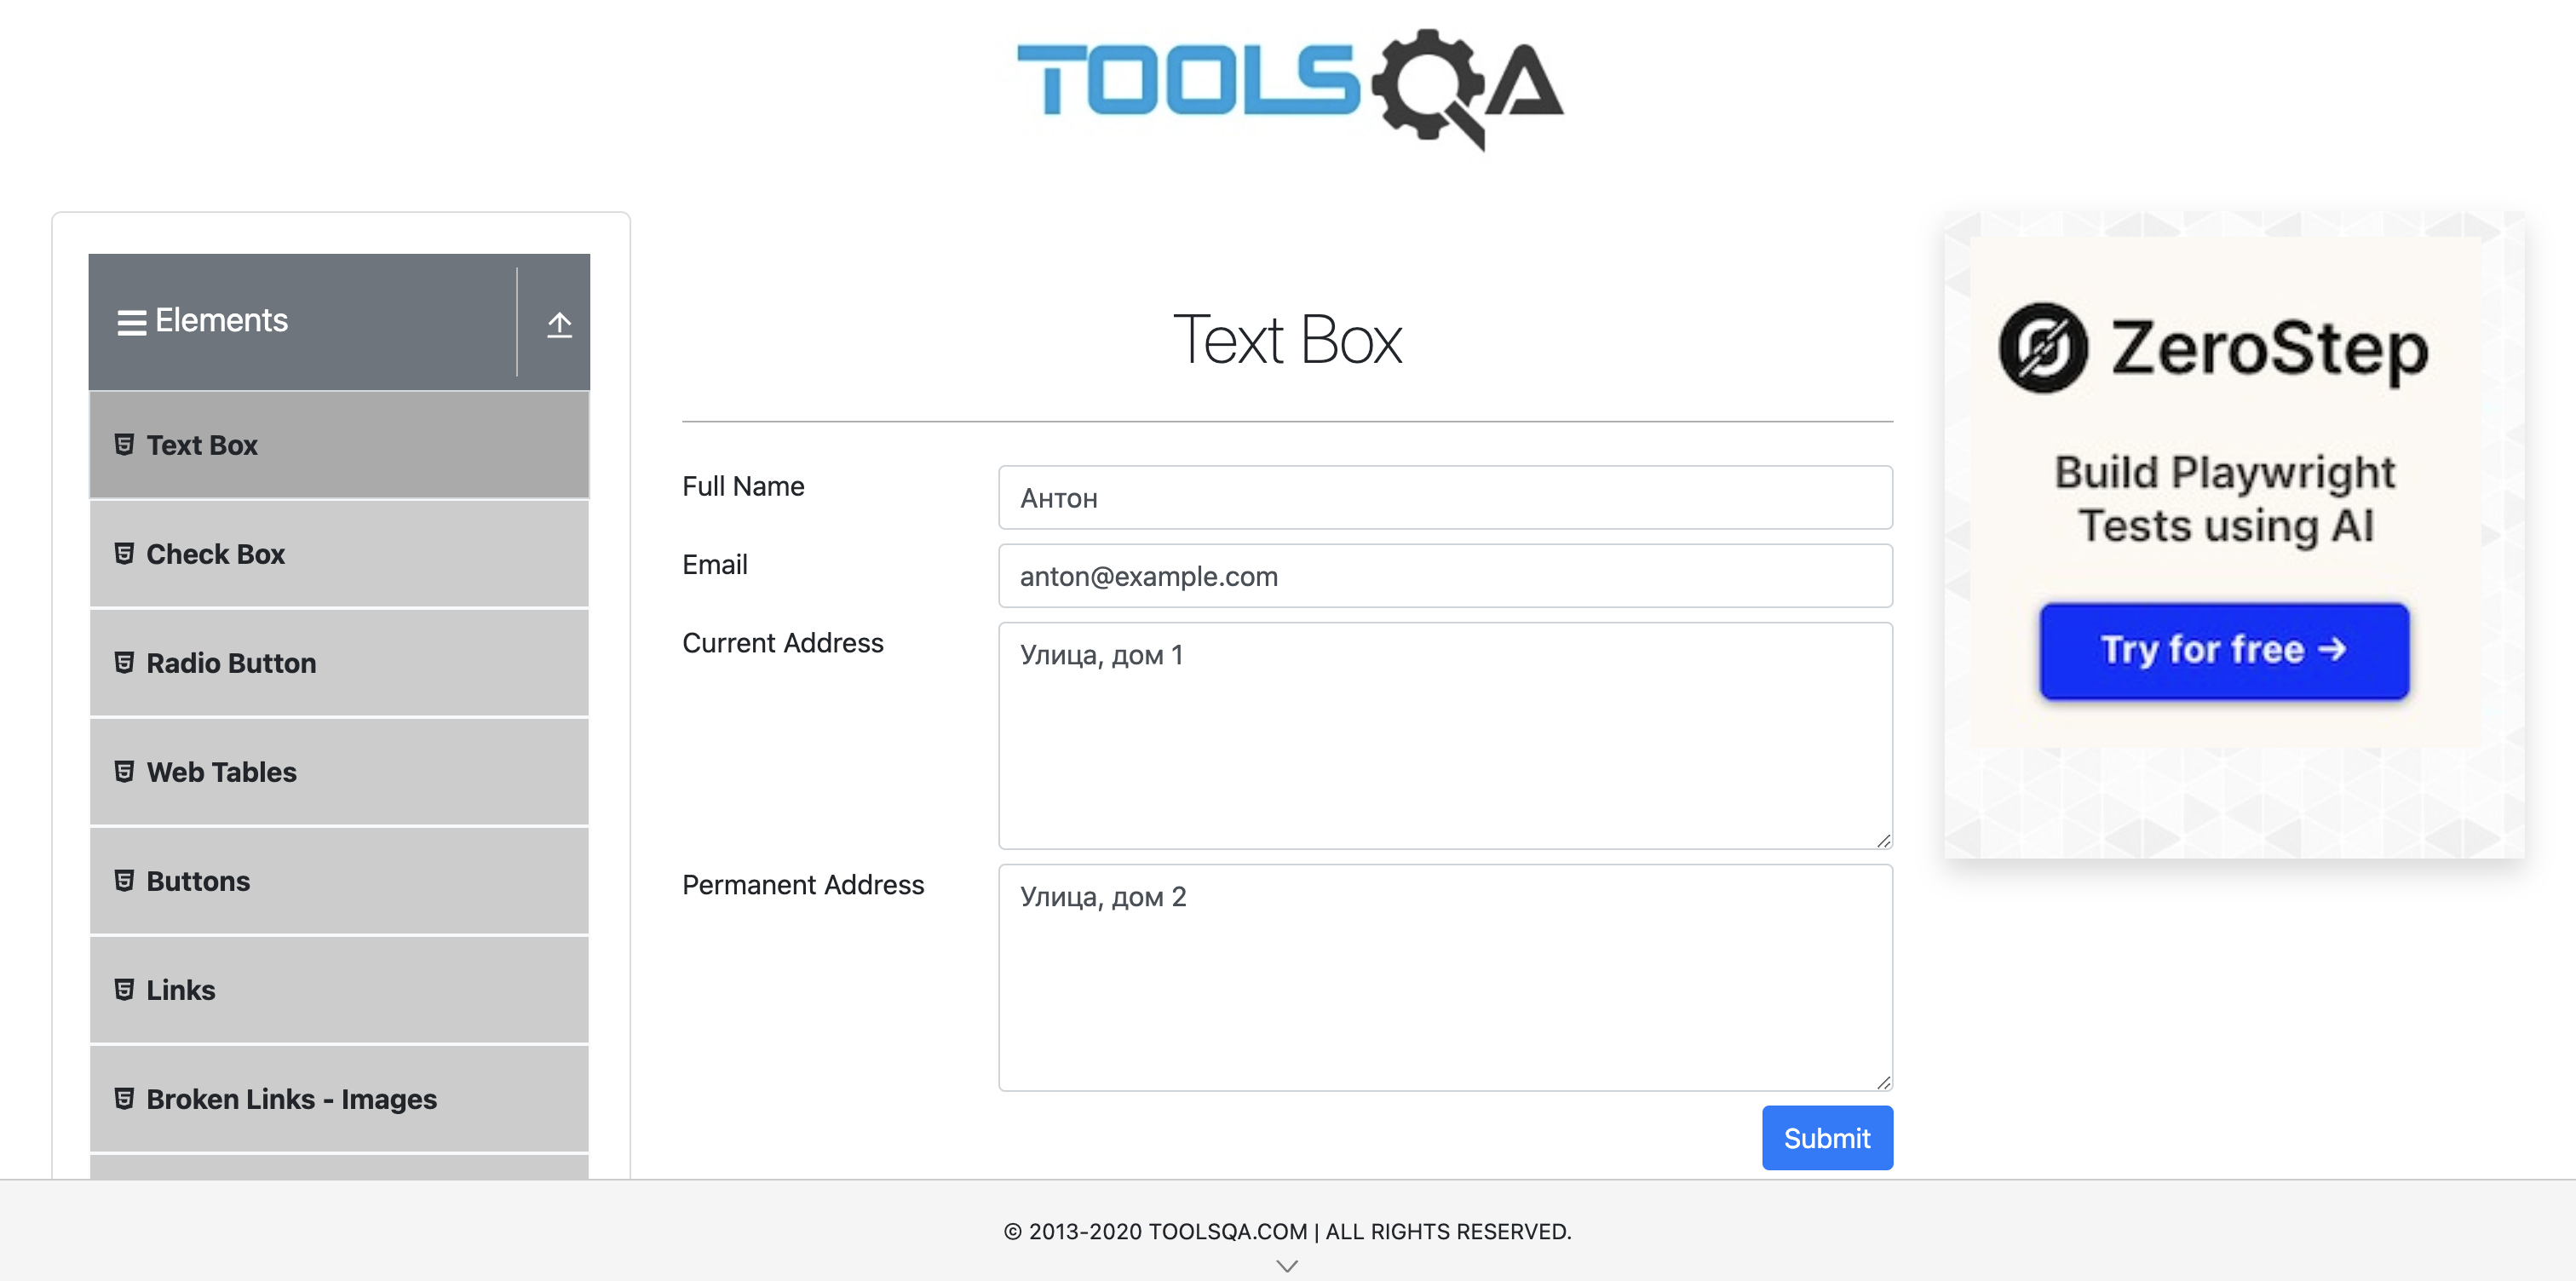 TOOLSQA
Elements
Text Box
Check Box
Radio Button
Web Tables
Buttons
Links
Broken Links - Images
Text Box
Full Name
Антон
Email
anton@example.com
Current Address
Улица, дом 1
Permanent Address
Улица, дом 2
Submit
ZeroStep
Build Playwright
Tests using AI
Try for free →
© 2013-2020 TOOLSQA.COM | ALL RIGHTS RESERVED.